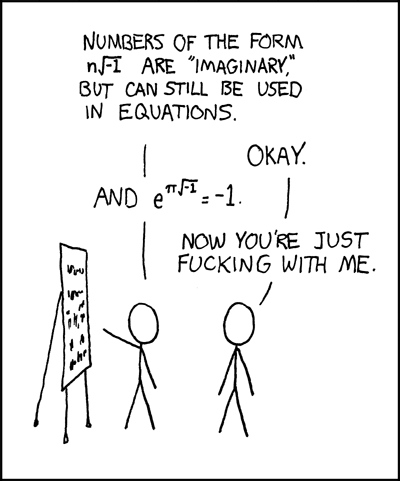 NUMBERS OF THE FORM
n√-1 ARE "IMAGINARY,"
BUT CAN STILL BE USED
IN EQUATIONS.
OKAY.
AND e^π√-1 = -1.
NOW YOU'RE JUST
FUCKING WITH ME.